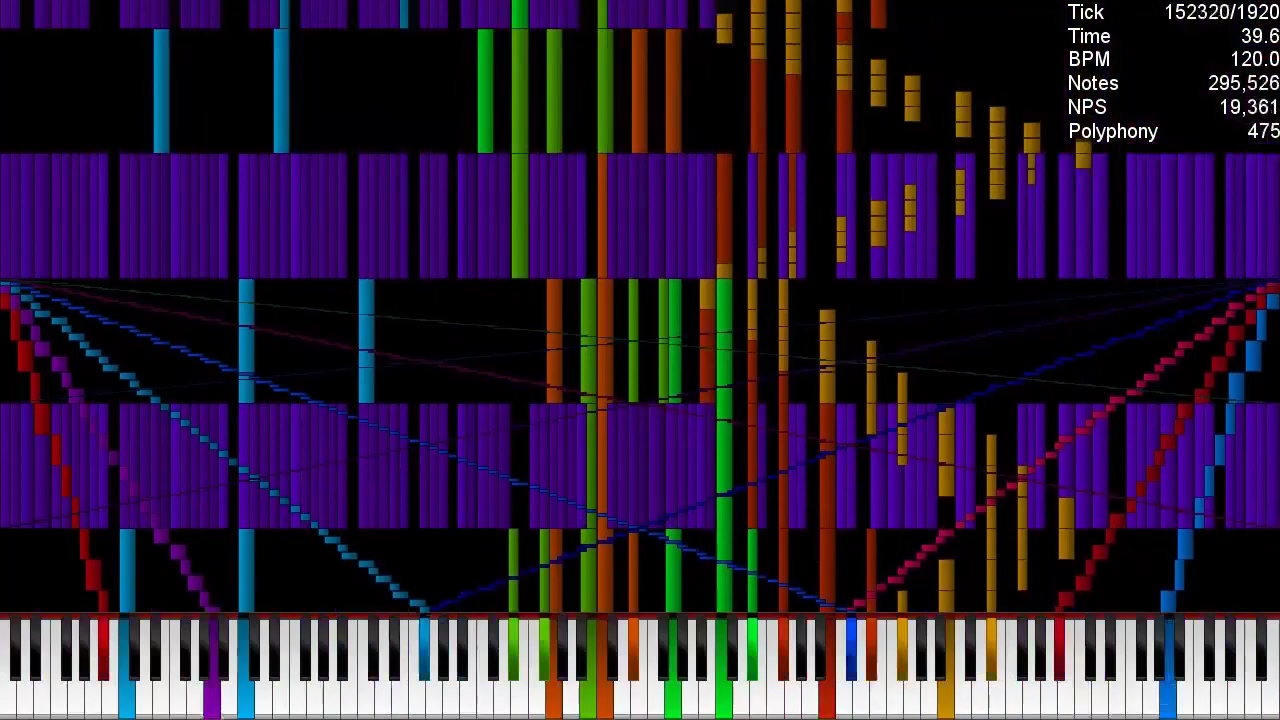 Tick 152320/1920
Time 39.6
BPM 120.0
Notes 295,526
NPS 19,361
Polyphony 475